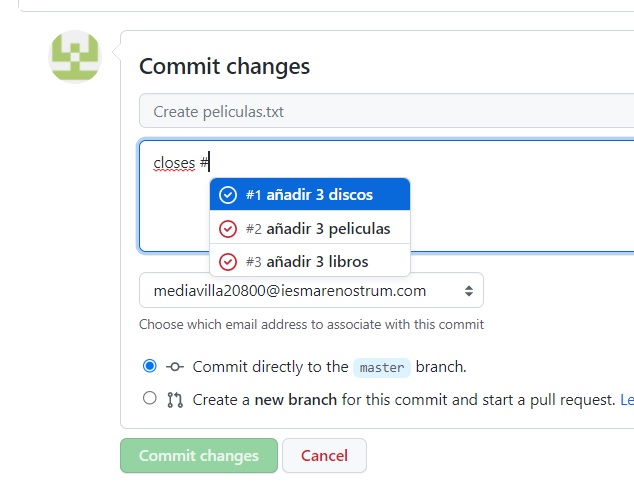 Commit changes
Create peliculas.txt
closes #
#1 añadir 3 discos
#2 añadir 3 peliculas
#3 añadir 3 libros
mediavilla20800@iesmarenostrum.com
Choose which email address to associate with this commit
Commit directly to the master branch.
Create a new branch for this commit and start a pull request. Le
Commit changes Cancel